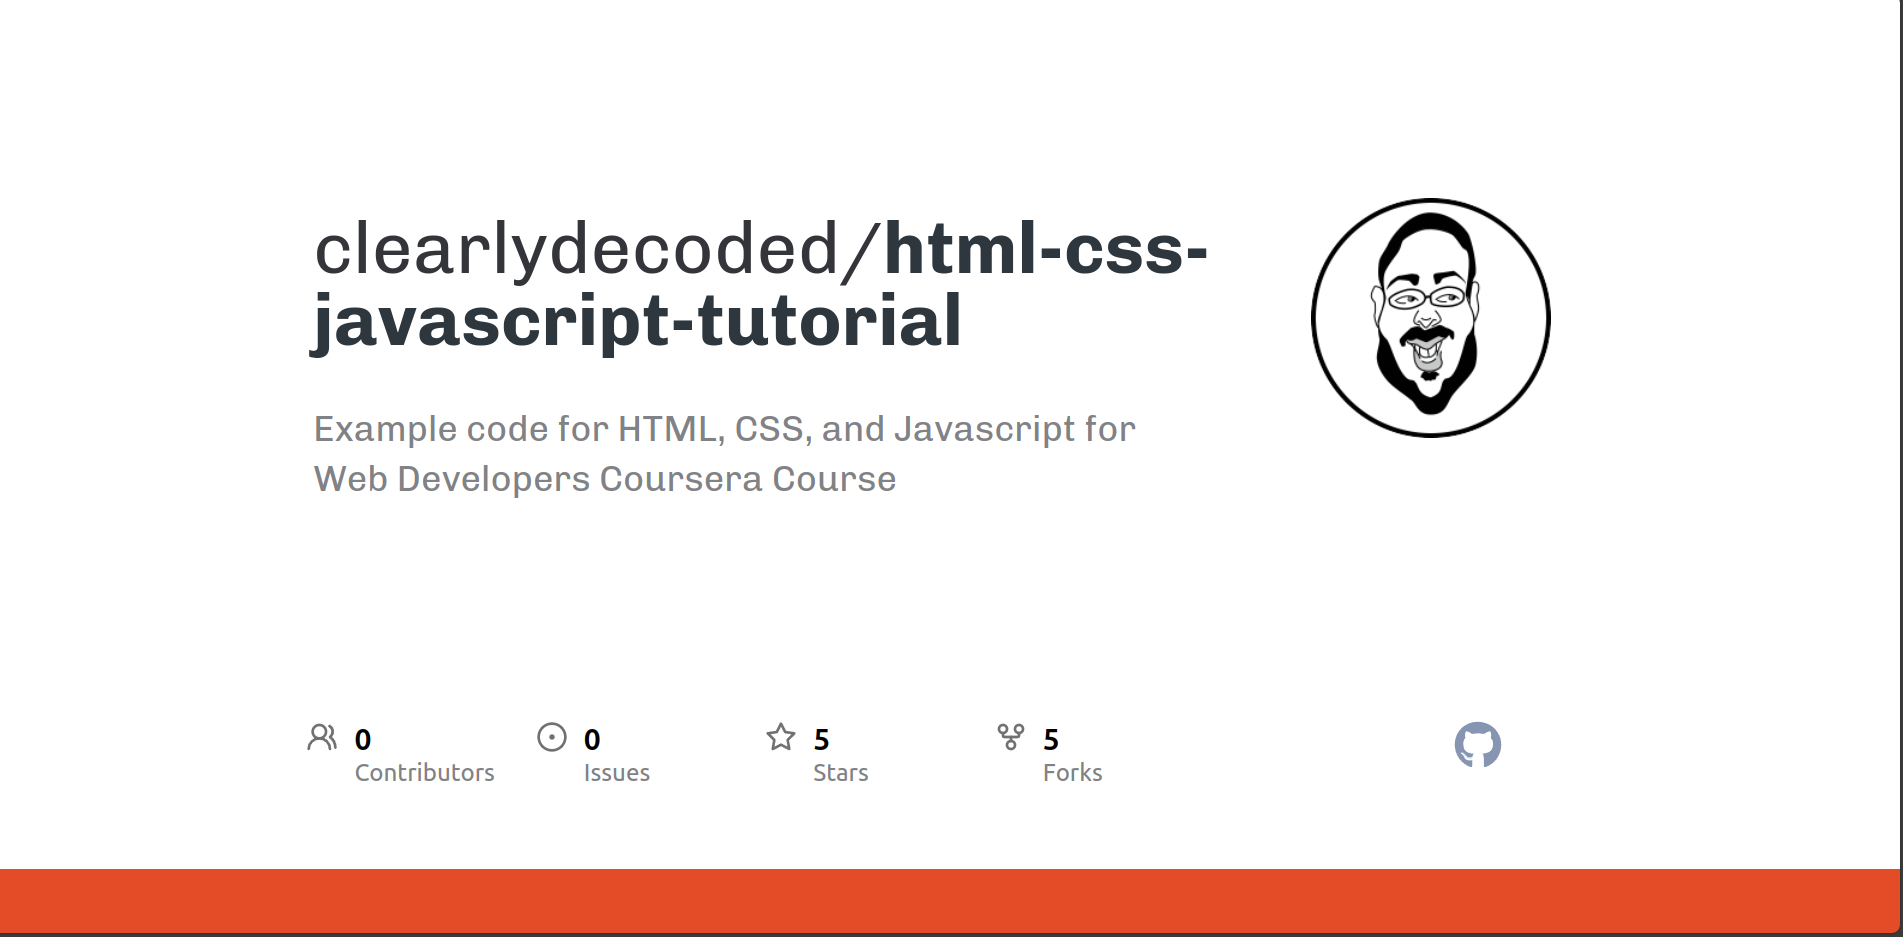 clearlydecoded/html-css-
javascript-tutorial
Example code for HTML, CSS, and Javascript for
Web Developers Coursera Course
0
Contributors
0
Issues
5
Stars
5
Forks